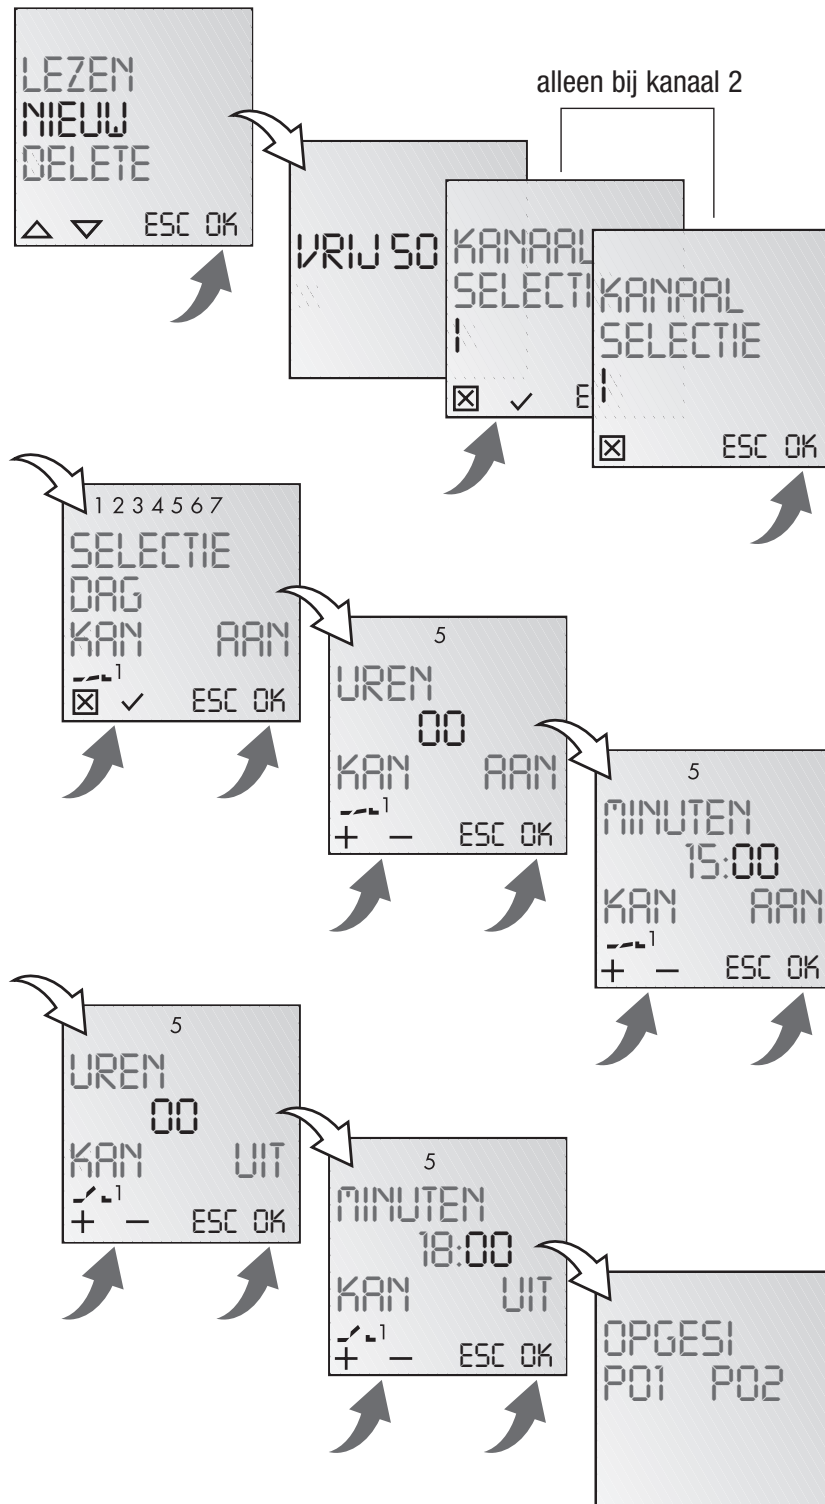 LEZEN
NIEUW
DELETE
ESC OK
alleen bij kanaal 2
VRIJ 50
KANAAL
SELECTI
1
E
KANAAL
SELECTIE
1
ESC OK
1 2 3 4 5 6 7
SELECTIE
DAG
KAN AAN
1
ESC OK
5
UREN
00
KAN AAN
1
+ − ESC OK
5
MINUTEN
15:00
KAN AAN
1
+ − ESC OK
5
UREN
00
KAN UIT
1
+ − ESC OK
5
MINUTEN
18:00
KAN UIT
1
+ − ESC OK
OPGESI
P01 P02